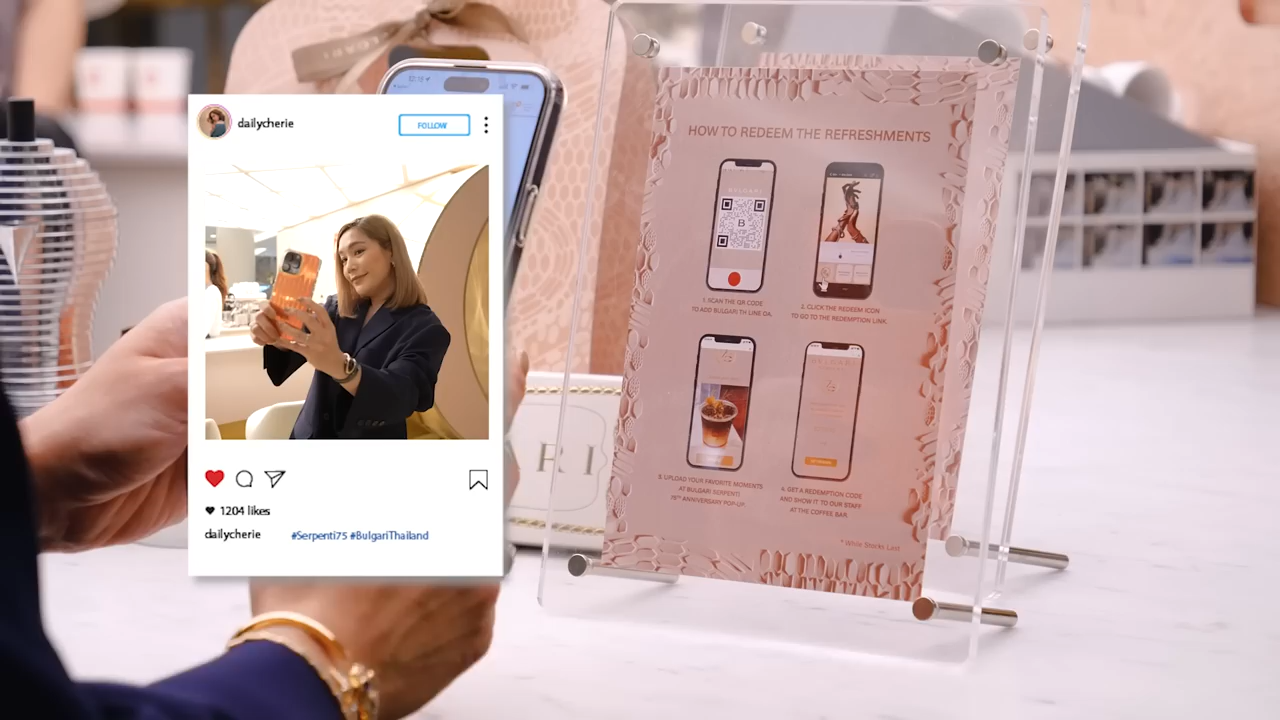 dailycherie
FOLLOW
1204 likes
dailycherie #Serpenti75 #BulgariThailand
HOW TO REDEEM THE REFRESHMENTS
BVLGARI
B
1. SCAN THE QR CODE
TO ADD BULGARI TH LINE OA.
2. CLICK THE REDEEM ICON
TO GO TO THE REDEMPTION LINK.
3. UPLOAD YOUR FAVORITE MOMENTS
AT BULGARI SERPENTI
75TH ANNIVERSARY POP-UP.
4. GET A REDEMPTION CODE
AND SHOW IT TO OUR STAFF
AT THE COFFEE BAR.
* While Stocks Last
RI